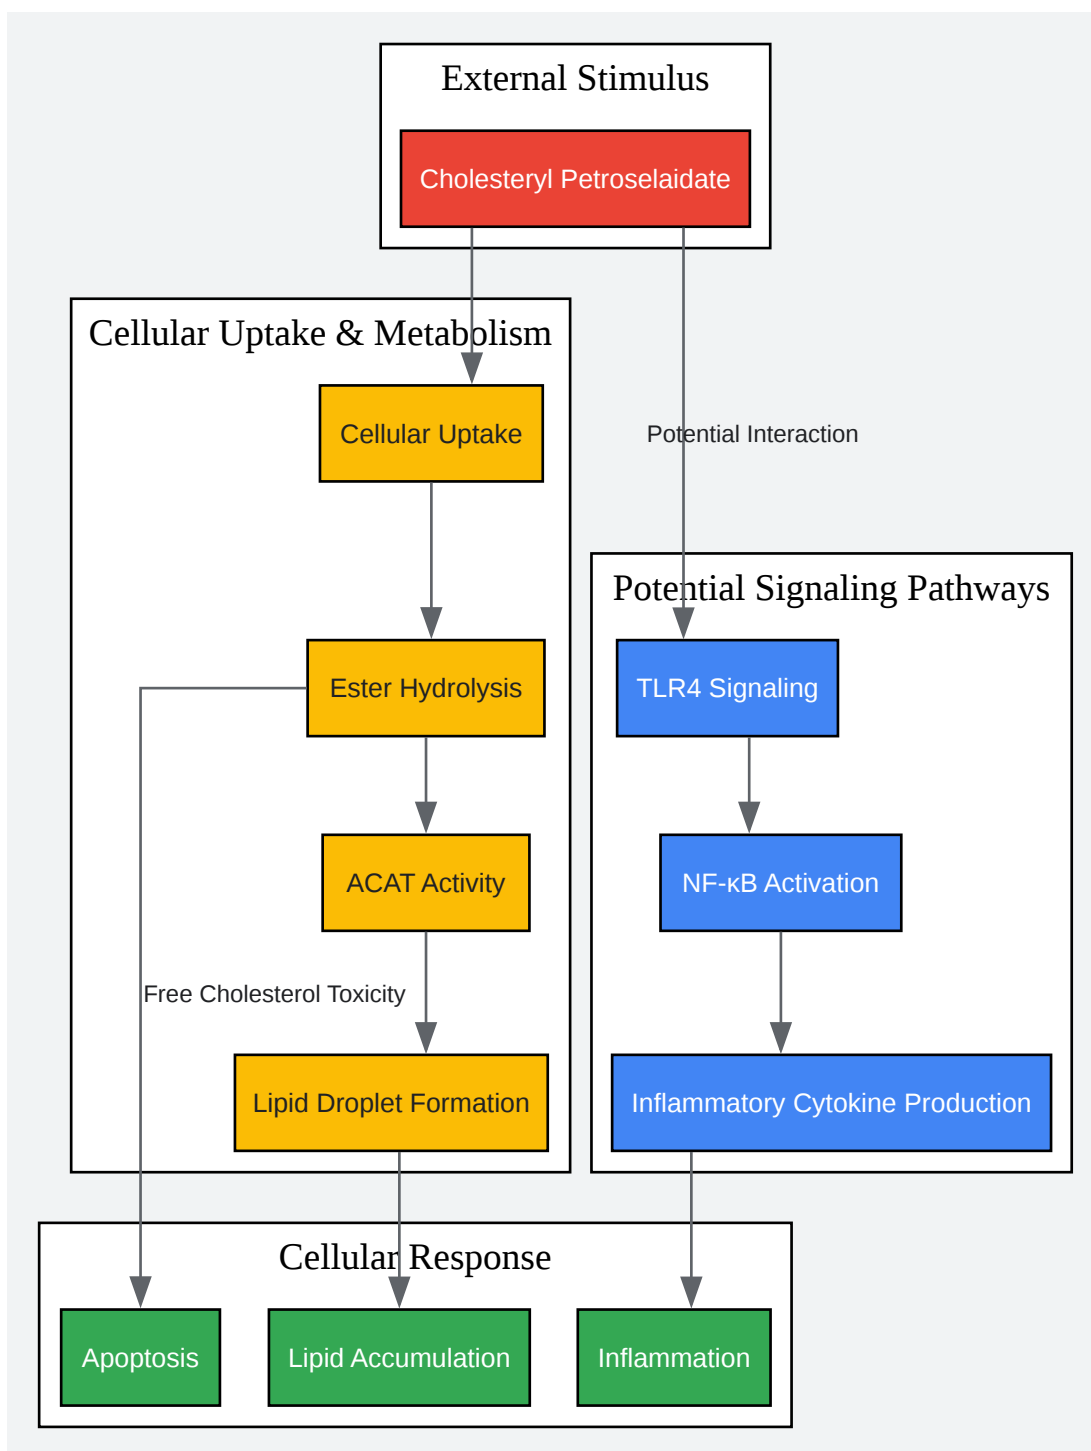 External Stimulus
Cholesteryl Petroselaidate
Cellular Uptake & Metabolism
Cellular Uptake
Potential Interaction
Potential Signaling Pathways
Ester Hydrolysis
TLR4 Signaling
ACAT Activity
NF-κB Activation
Free Cholesterol Toxicity
Lipid Droplet Formation
Inflammatory Cytokine Production
Cellular Response
Apoptosis
Lipid Accumulation
Inflammation